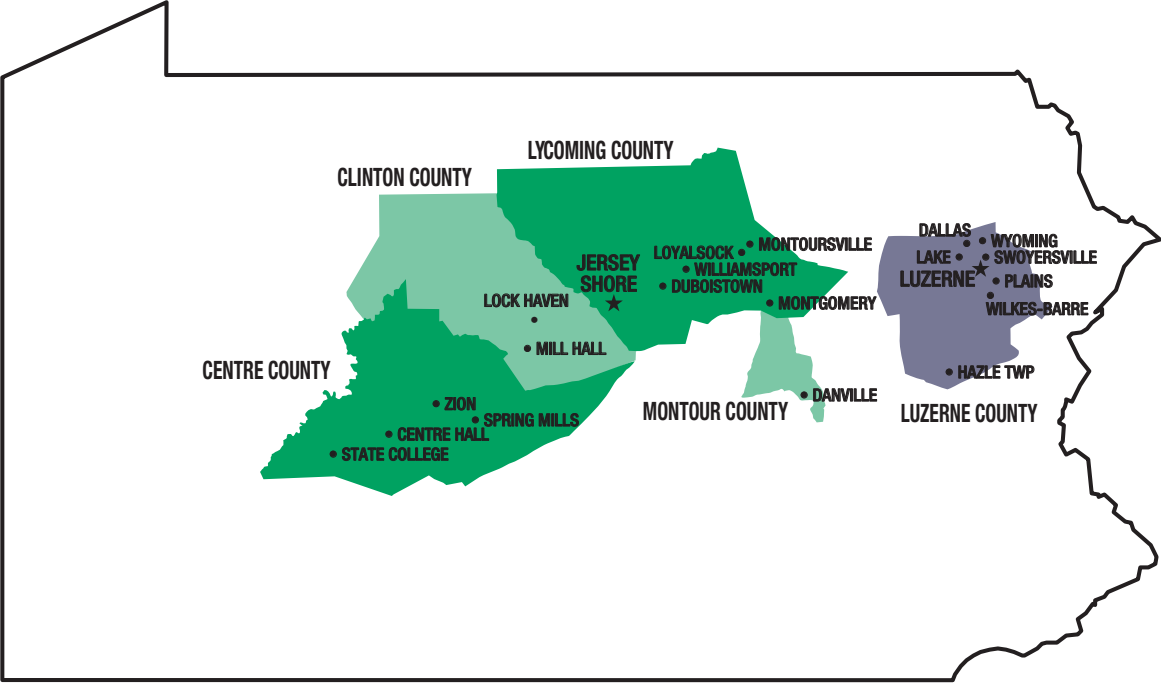 LYCOMING COUNTY
CLINTON COUNTY
DALLAS
WYOMING
MONTOURSVILLE
LOYALSOCK
LAKE
SWOYERSVILLE
JERSEY
SHORE
WILLIAMSPORT
LUZERNE
PLAINS
DUBOISTOWN
LOCK HAVEN
MONTGOMERY
WILKES-BARRE
MILL HALL
CENTRE COUNTY
HAZLE TWP
DANVILLE
ZION
MONTOUR COUNTY
LUZERNE COUNTY
SPRING MILLS
CENTRE HALL
STATE COLLEGE